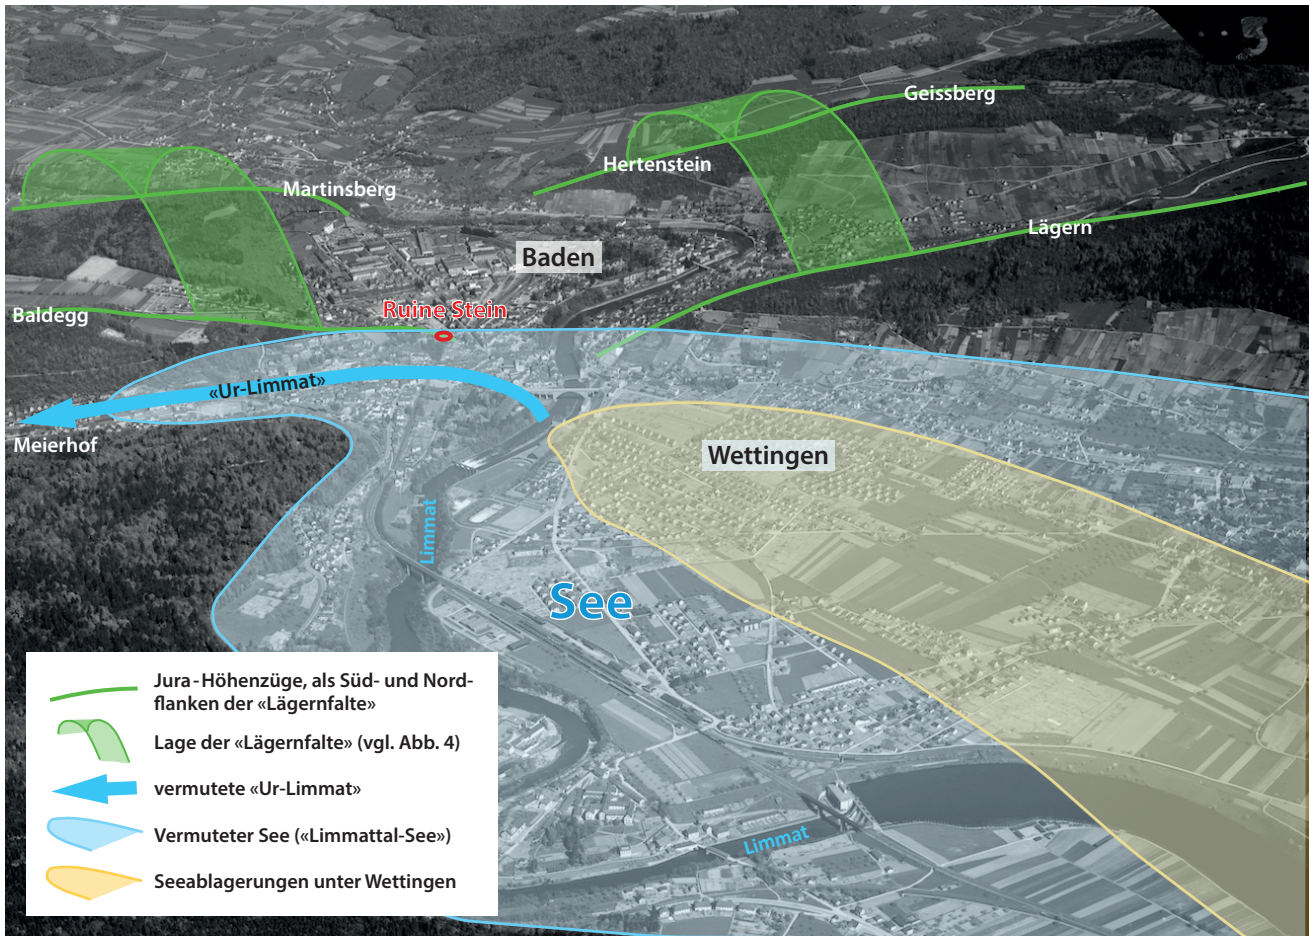 Geissberg
Hertenstein
Martinsberg
Lägern
Baden
Ruine Stein
Baldegg
«Ur-Limmat»
Meierhof
Wettingen
Limmat
See
Limmat
Jura-Höhenzüge, als Süd- und Nord-
flanken der «Lägernfalte»
Lage der «Lägernfalte» (vgl. Abb. 4)
vermutete «Ur-Limmat»
Vermuteter See («Limmattal-See»)
Seeablagerungen unter Wettingen